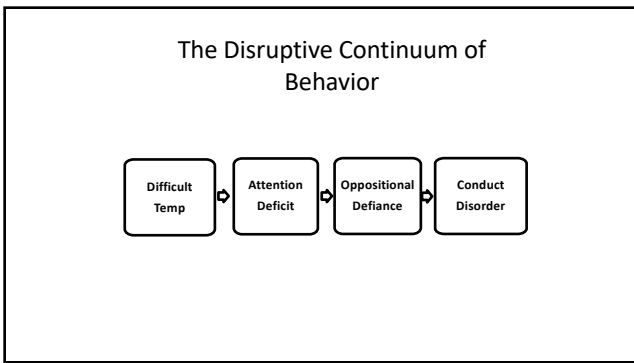 The Disruptive Continuum of
Behavior
Difficult
Temp
Attention
Deficit
Oppositional
Defiance
Conduct
Disorder